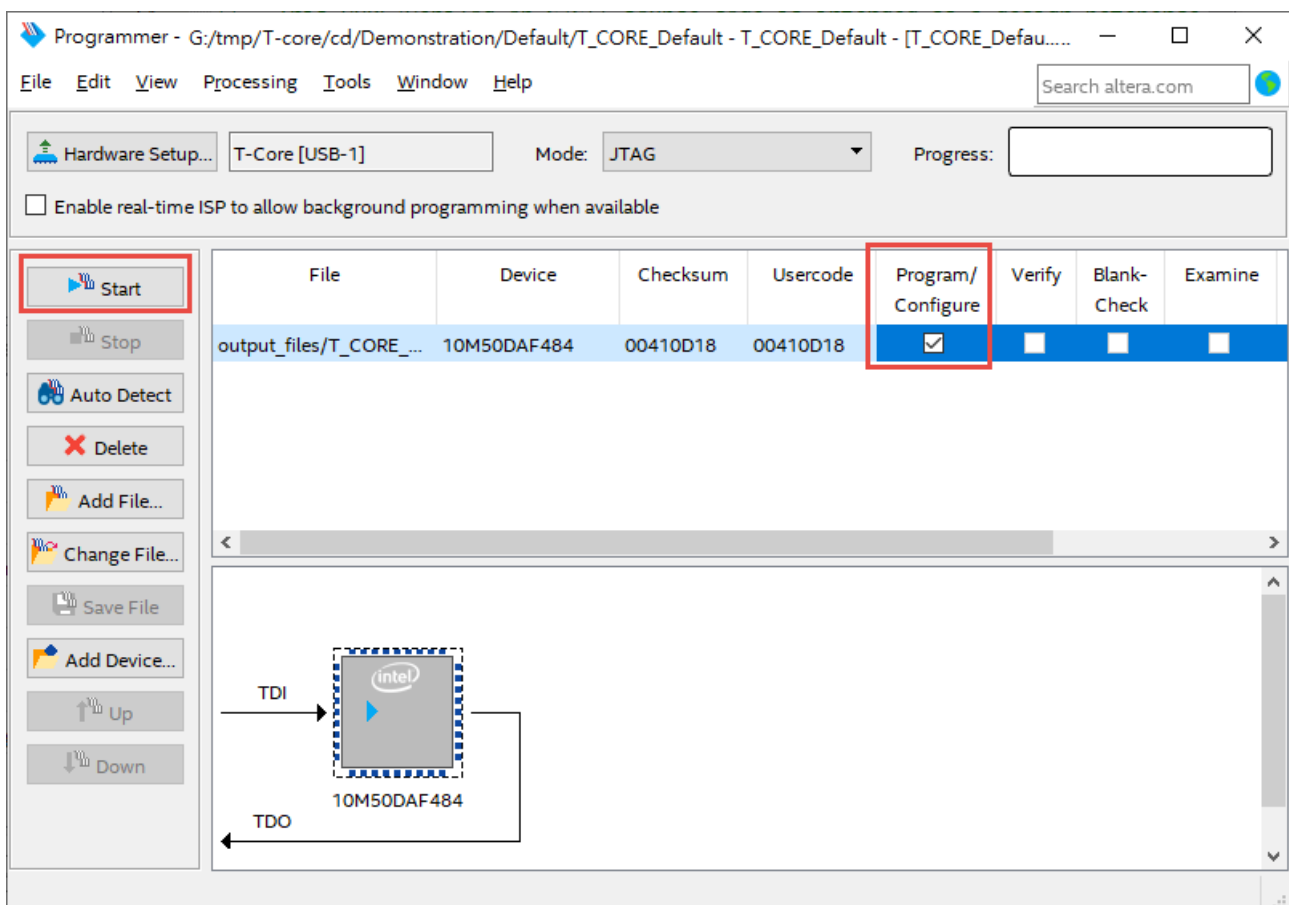 Programmer - G:/tmp/T-core/cd/Demonstration/Default/T_CORE_Default - T_CORE_Default - [T_CORE_Defau.....
File Edit View Processing Tools Window Help
Search altera.com
Hardware Setup... T-Core [USB-1] Mode: JTAG Progress:
Enable real-time ISP to allow background programming when available
Start
Stop
Auto Detect
Delete
Add File...
Change File...
Save File
Add Device...
Up
Down
File Device Checksum Usercode Program/ Verify Blank- Examine
Configure Check
output_files/T_CORE_... 10M50DAF484 00410D18 00410D18
intel
TDI
10M50DAF484
TDO